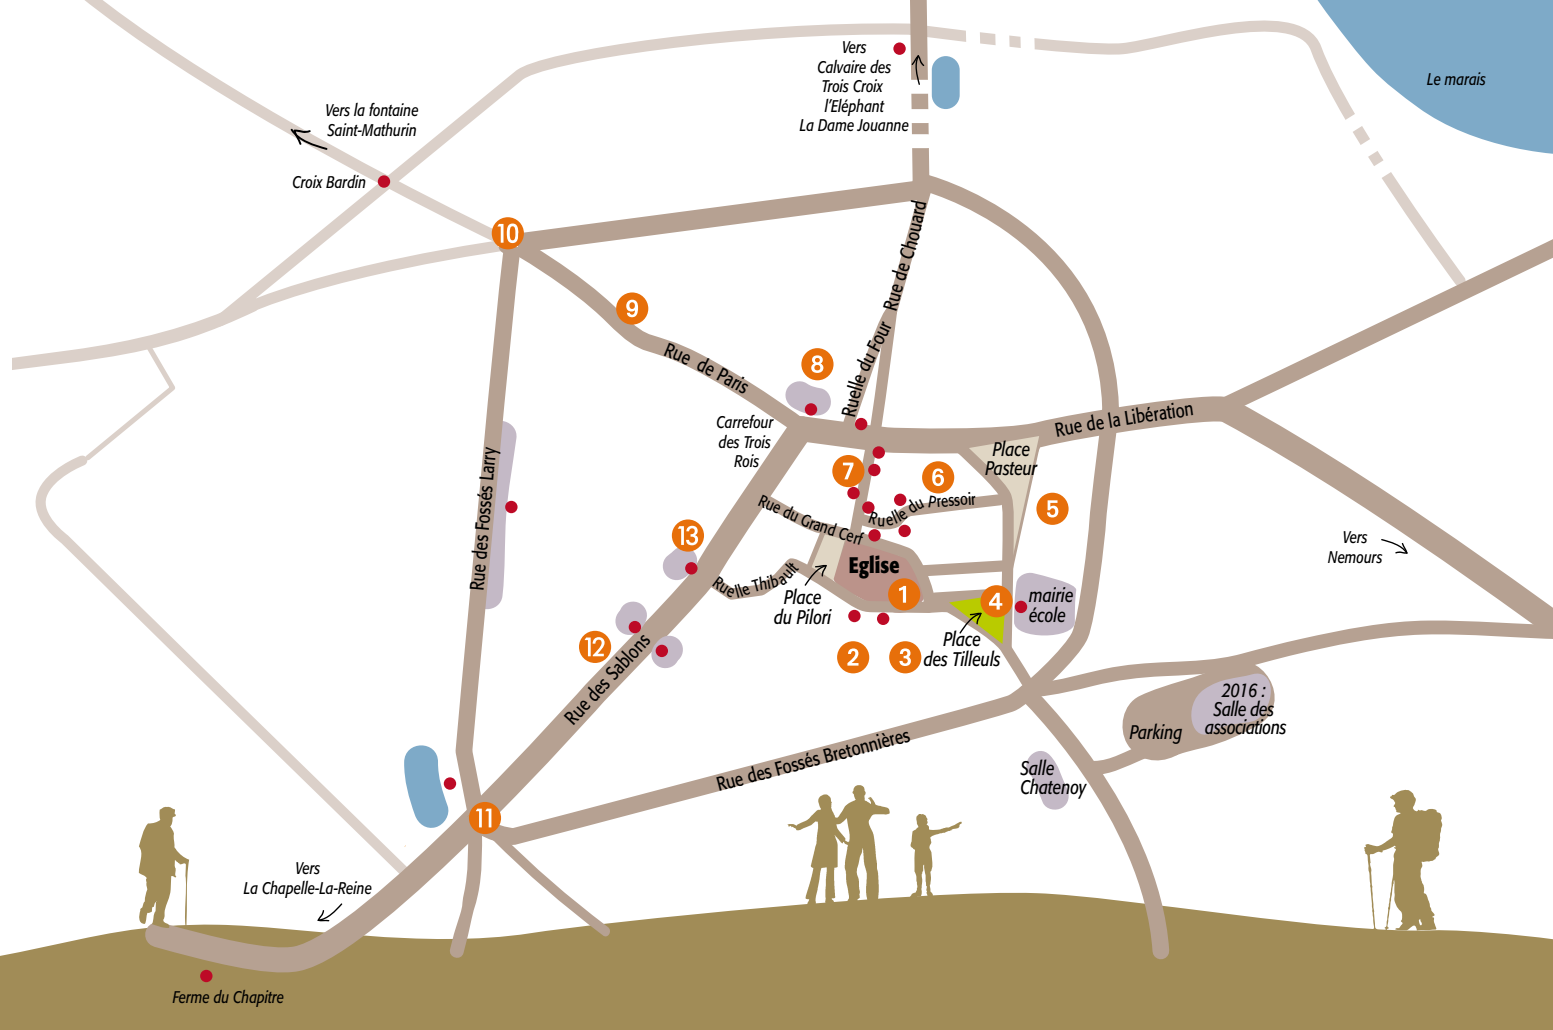 Vers
Calvaire des
Trois Croix
l'Eléphant
La Dame Jouanne
Le marais
Vers la fontaine
Saint-Mathurin
Croix Bardin
10
Rue de Chouard
9
Ruelle du Four
Rue de Paris
8
Carrefour
des Trois
Rois
Rue de la Libération
Place
Pasteur
7
6
5
Rue des Fossés Larry
Rue du Grand Cerf
Ruelle du Pressoir
13
Vers
Nemours
Eglise
Ruelle Thibault
1
Place
du Pilori
4
mairie
école
Place
des Tilleuls
2
3
12
Rue des Sablons
2016 :
Salle des
associations
Parking
Rue des Fossés Bretonnières
Salle
Chatenoy
11
Vers
La Chapelle-La-Reine
Ferme du Chapitre